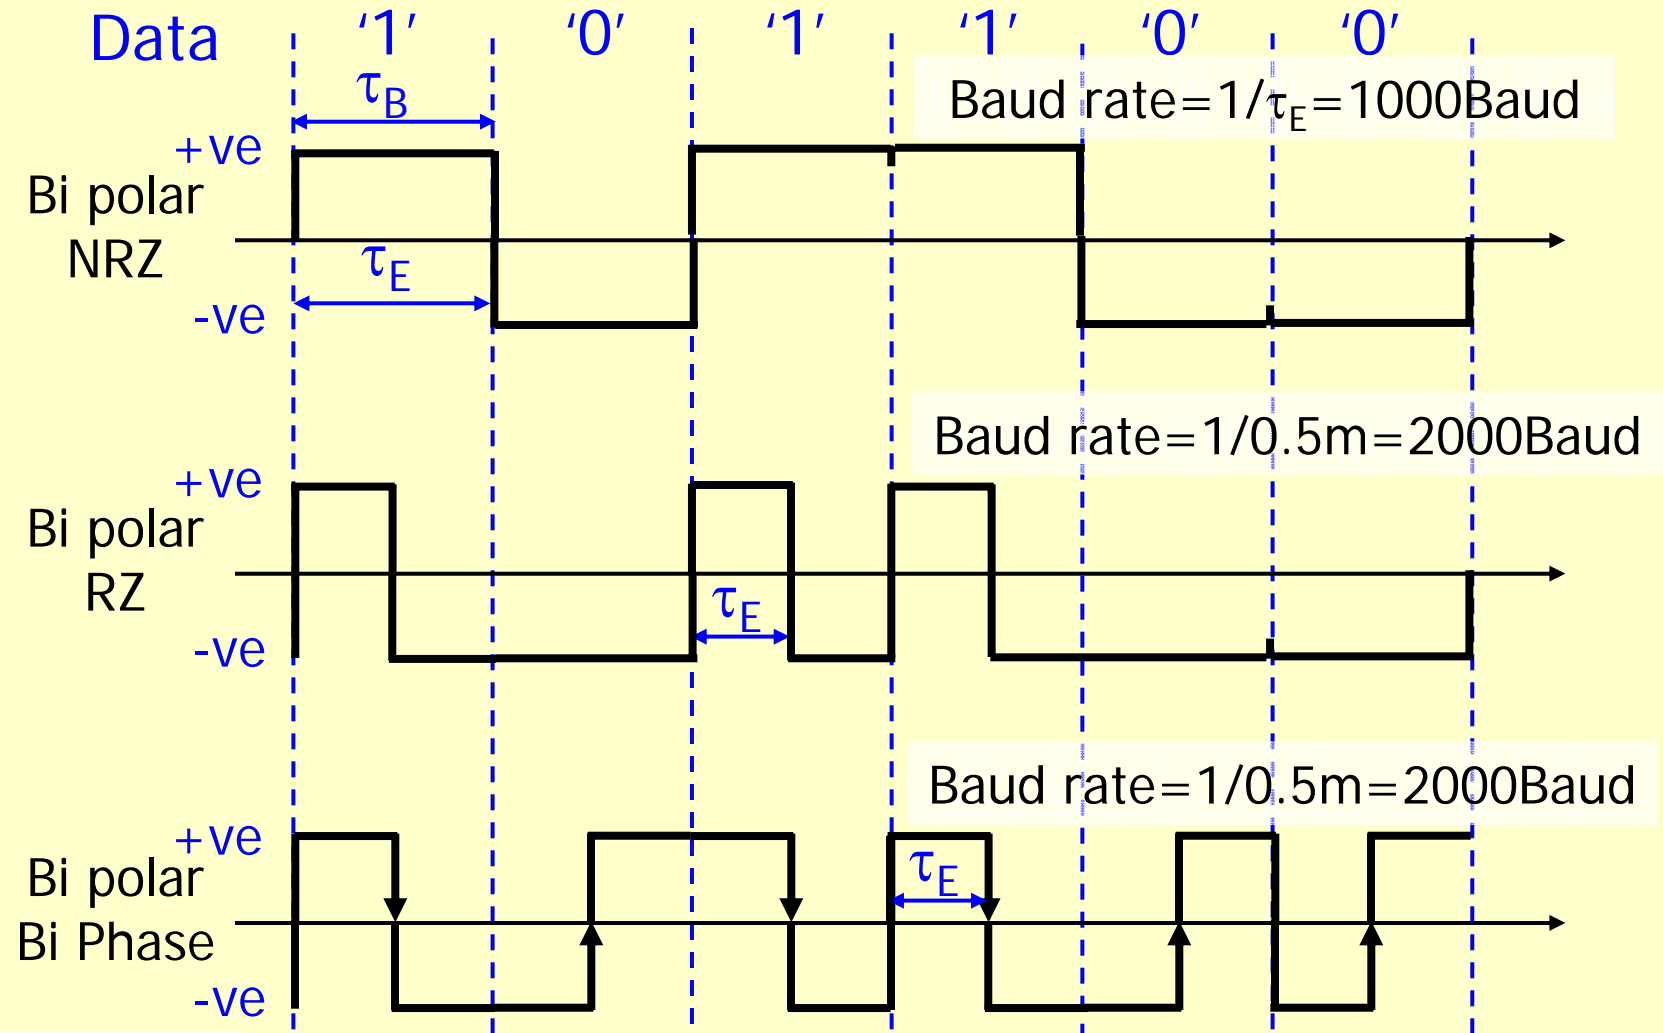 Data ‘1’ ‘0’ ‘1’ ‘1’ ‘0’ ‘0’
τB
Baud rate=1/τE=1000Baud
+ve
Bi polar
NRZ
τE
-ve
Baud rate=1/0.5m=2000Baud
+ve
Bi polar
RZ
τE
-ve
Baud rate=1/0.5m=2000Baud
+ve
Bi polar
Bi Phase
τE
-ve